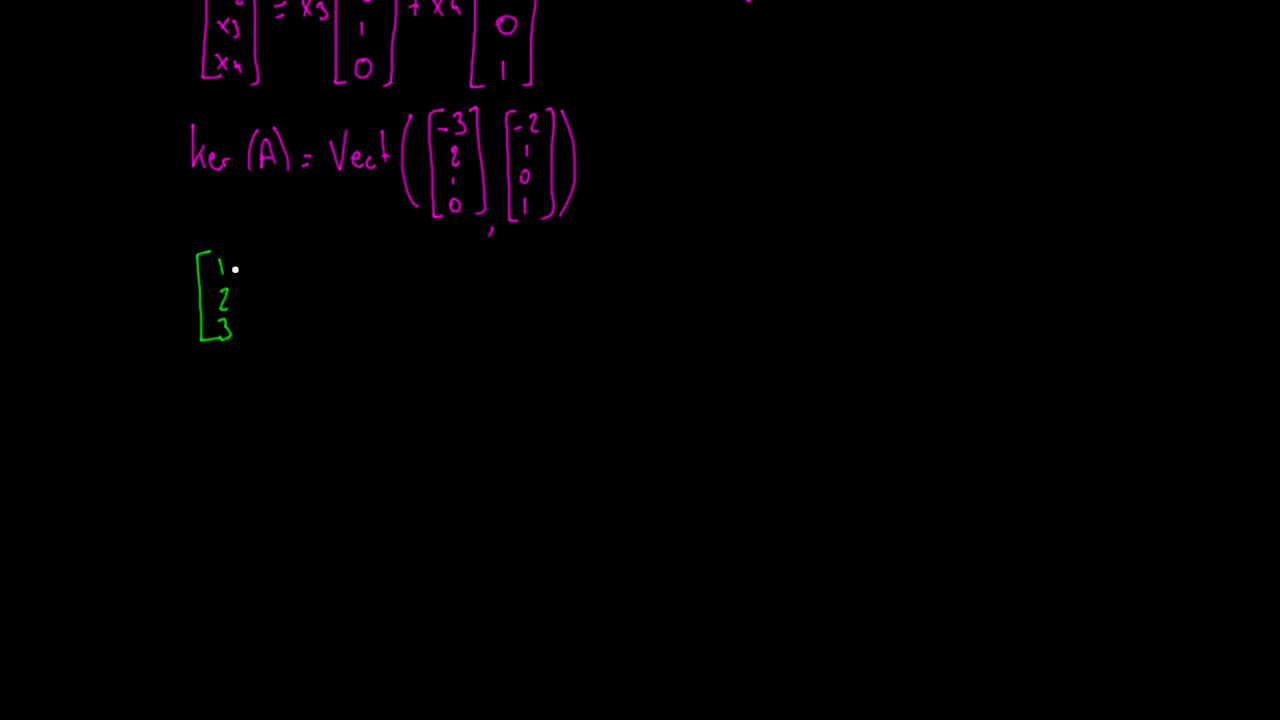 [x3 x4] = x3 [1 0] + x4 [0 1]
ker (A) = Vect ([-3 2 1 0], [-2 1 0 1])
[1
2
3